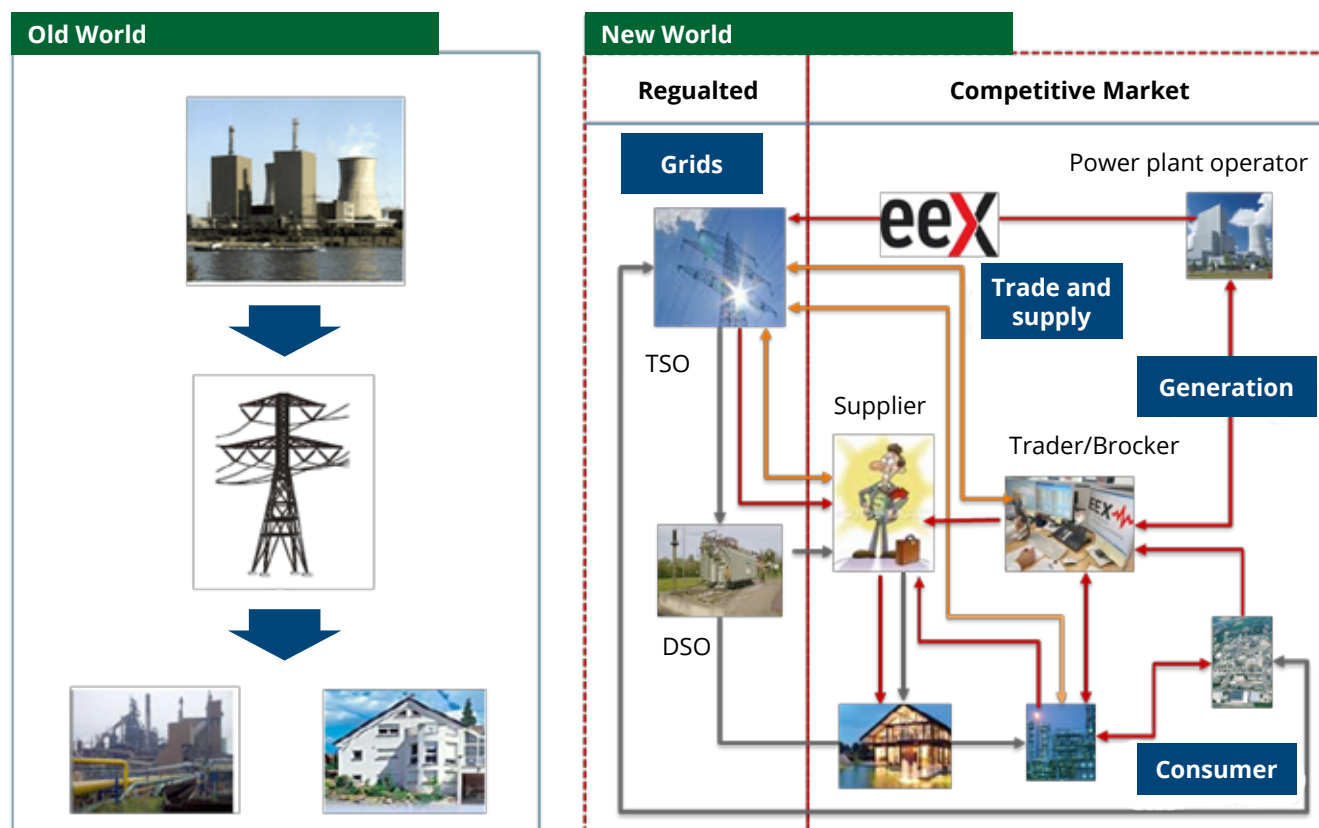 Old World
New World
Regualted
Competitive Market
Grids
Power plant operator
eex
Trade and
supply
TSO
Generation
Supplier
Trader/Brocker
EEX
DSO
Consumer